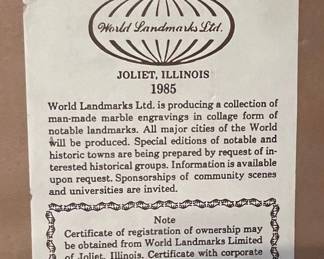 World Landmarks Ltd.
JOLIET, ILLINOIS
1985
World Landmarks Ltd. is producing a collection of
man-made marble engravings in collage form of
notable landmarks. All major cities of the World
will be produced. Special editions of notable and
historic towns are being prepared by request of in-
terested historical groups. Information is available
upon request. Sponsorships of community scenes
and universities are invited.
Note
Certificate of registration of ownership may
be obtained from World Landmarks Limited
of Joliet, Illinois. Certificate with corporate